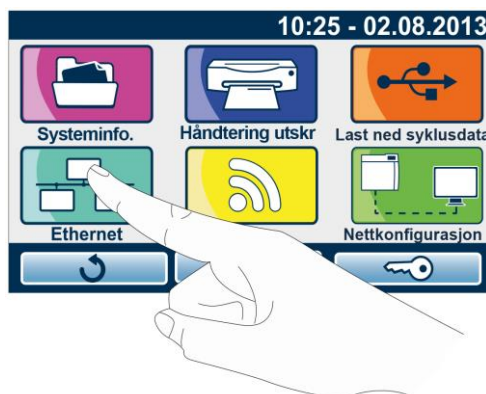 10:25 - 02.08.2013
Systeminfo. Håndtering utskr Last ned syklusdata
Ethernet Nettkonfigurasjon